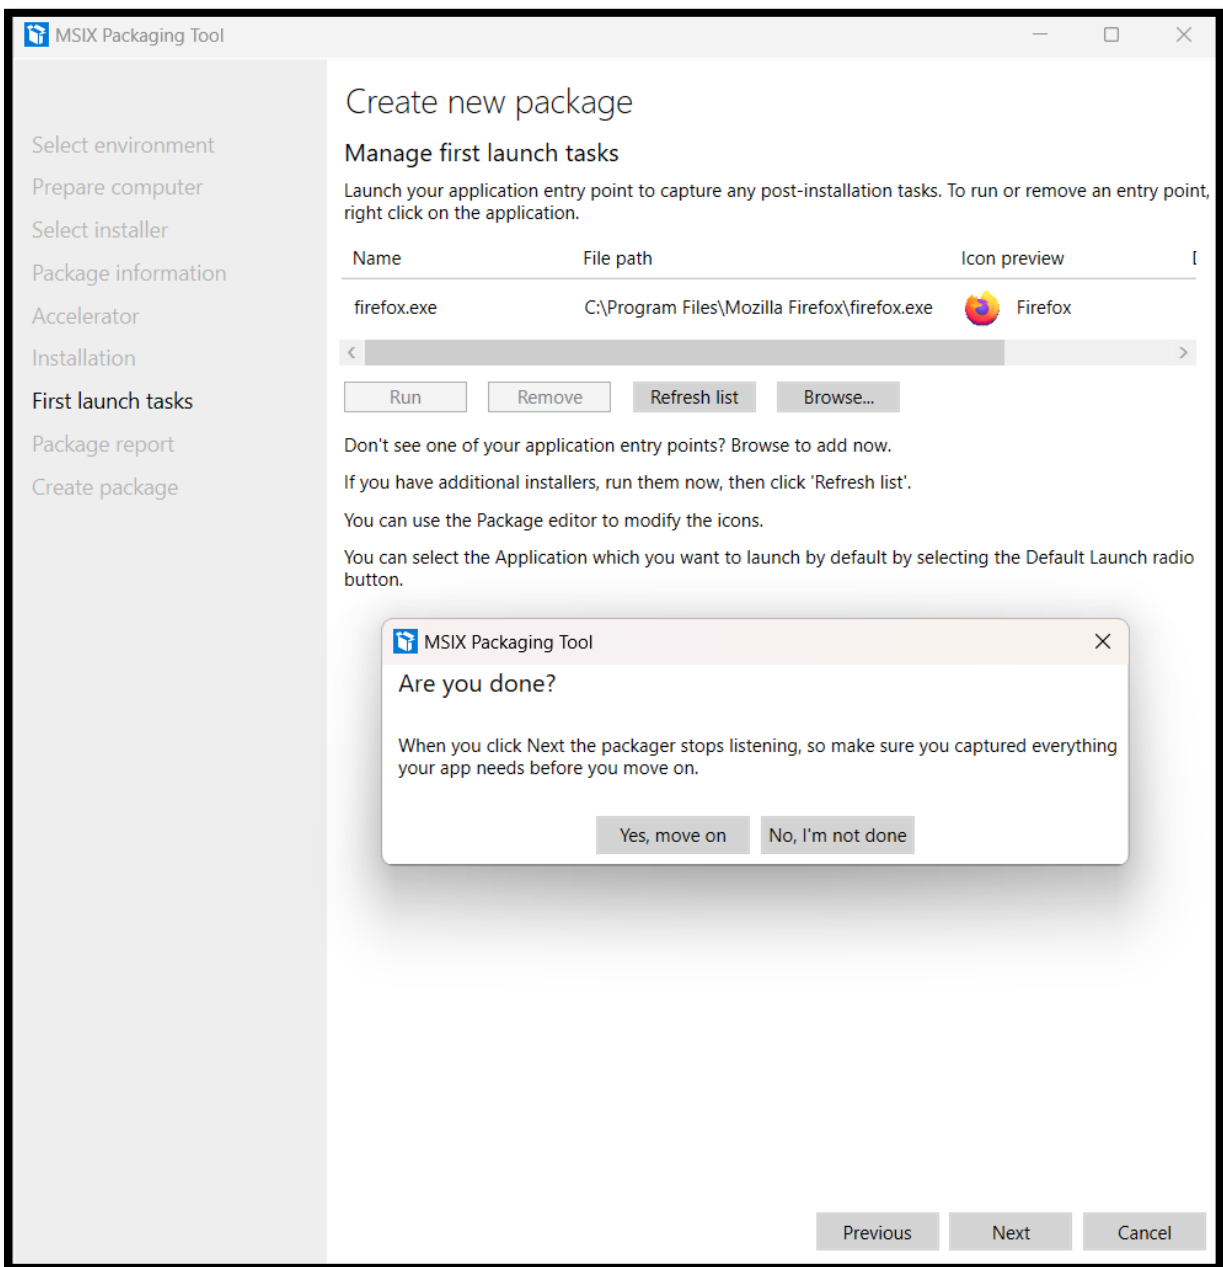 MSIX Packaging Tool
Select environment
Prepare computer
Select installer
Package information
Accelerator
Installation
First launch tasks
Package report
Create package
Create new package
Manage first launch tasks
Launch your application entry point to capture any post-installation tasks. To run or remove an entry point,
right click on the application.
Name File path Icon preview
firefox.exe C:\Program Files\Mozilla Firefox\firefox.exe Firefox
Run Remove Refresh list Browse...
Don't see one of your application entry points? Browse to add now.
If you have additional installers, run them now, then click 'Refresh list'.
You can use the Package editor to modify the icons.
You can select the Application which you want to launch by default by selecting the Default Launch radio
button.
MSIX Packaging Tool
Are you done?
When you click Next the packager stops listening, so make sure you captured everything
your app needs before you move on.
Yes, move on No, I'm not done
Previous Next Cancel